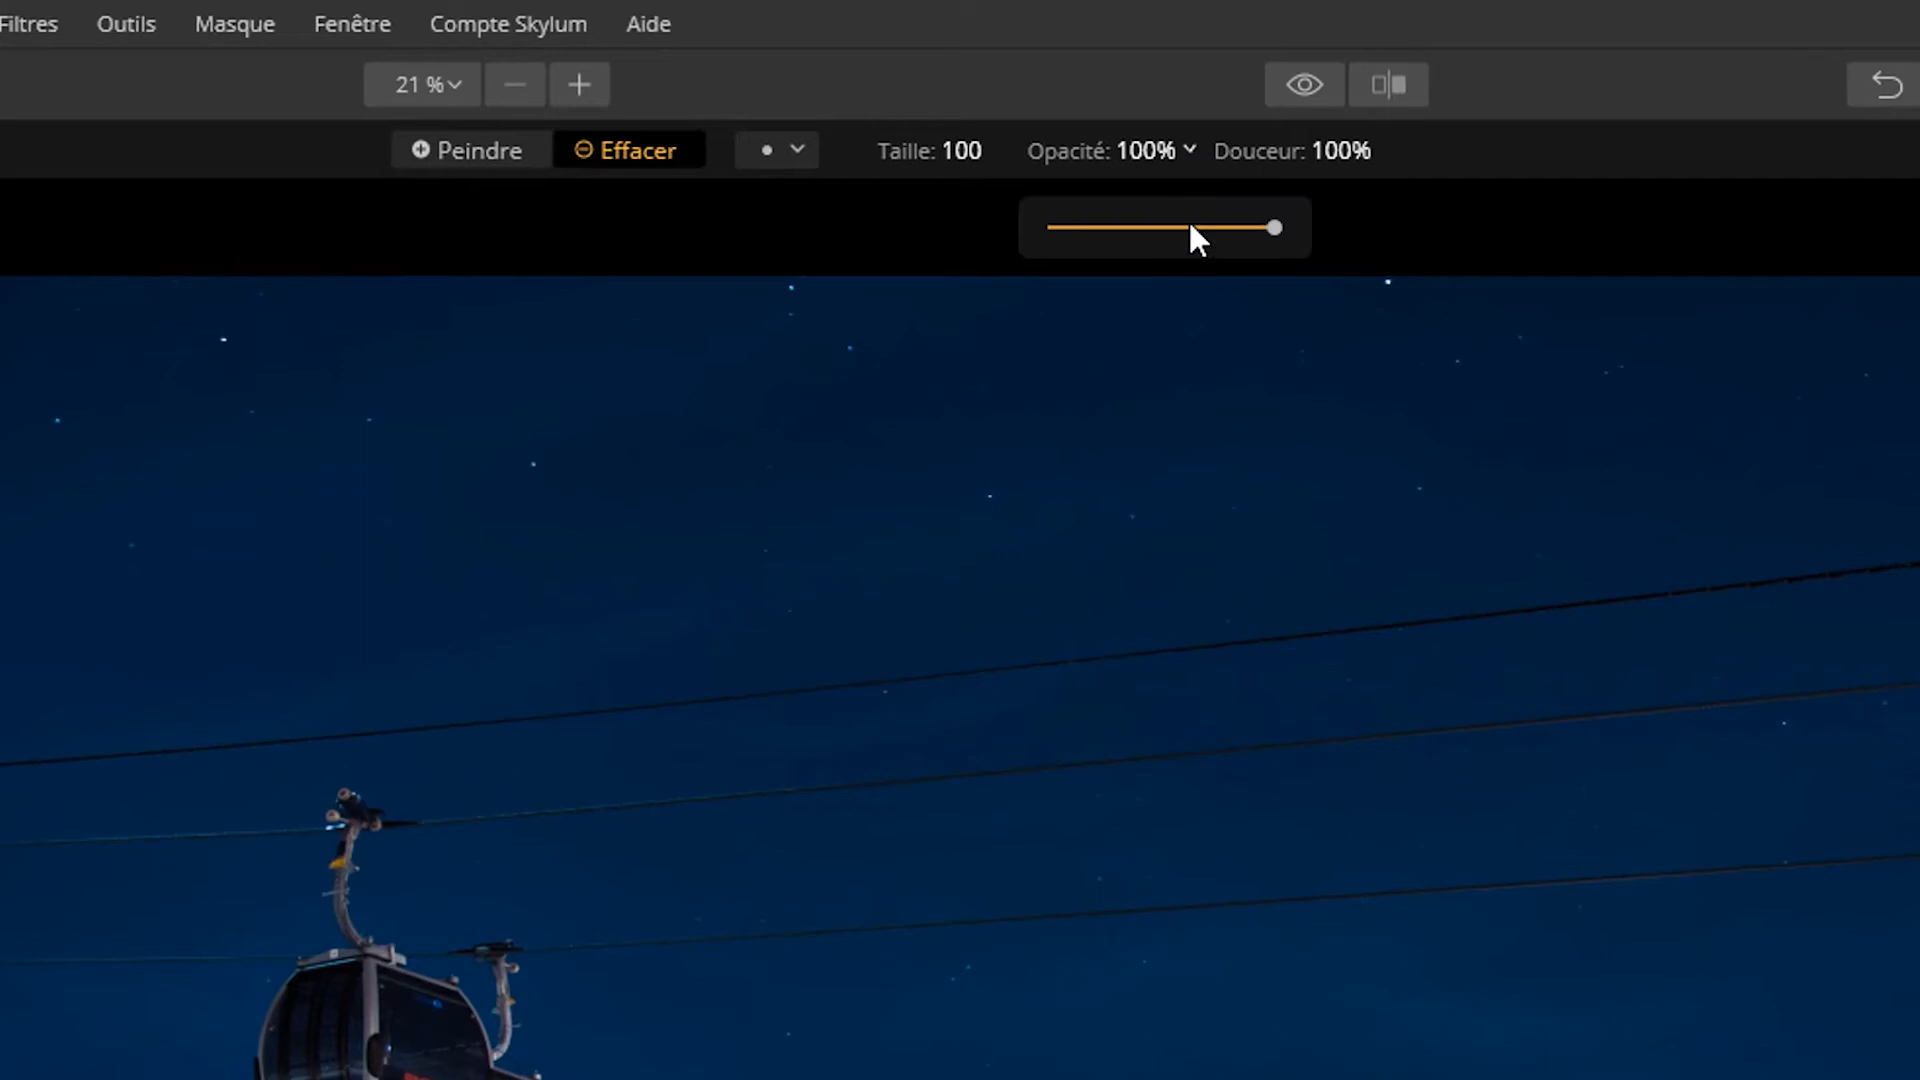 Filtres Outils Masque Fenêtre Compte Skylum Aide
21 %
Peindre Effacer Taille: 100 Opacité: 100% Douceur: 100%